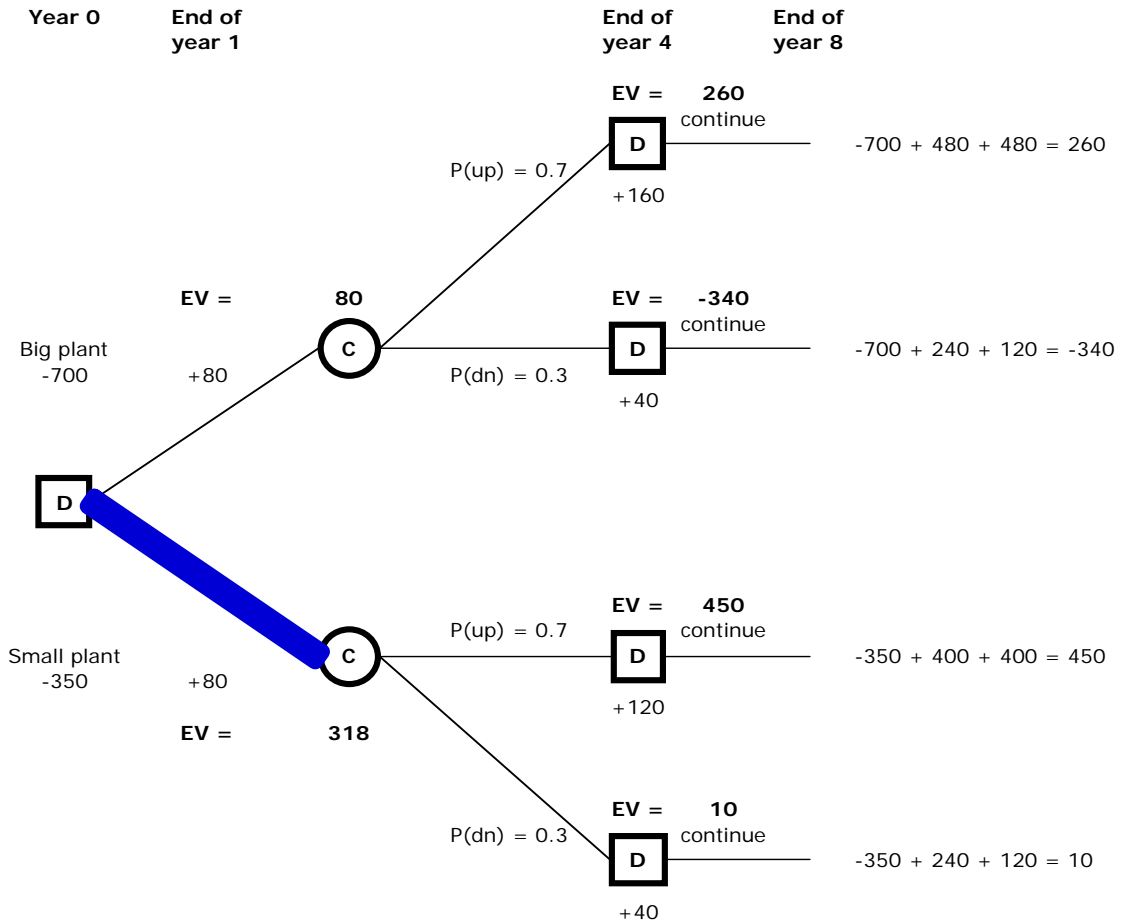 Year 0
End of
year 1
End of
year 4
End of
year 8
EV = 260
continue
D
-700 + 480 + 480 = 260
P(up) = 0.7
+160
EV = 80
EV = -340
continue
Big plant
-700
+80
C
D
-700 + 240 + 120 = -340
P(dn) = 0.3
+40
D
EV = 450
continue
P(up) = 0.7
Small plant
-350
+80
C
D
-350 + 400 + 400 = 450
+120
EV = 318
EV = 10
continue
P(dn) = 0.3
D
-350 + 240 + 120 = 10
+40